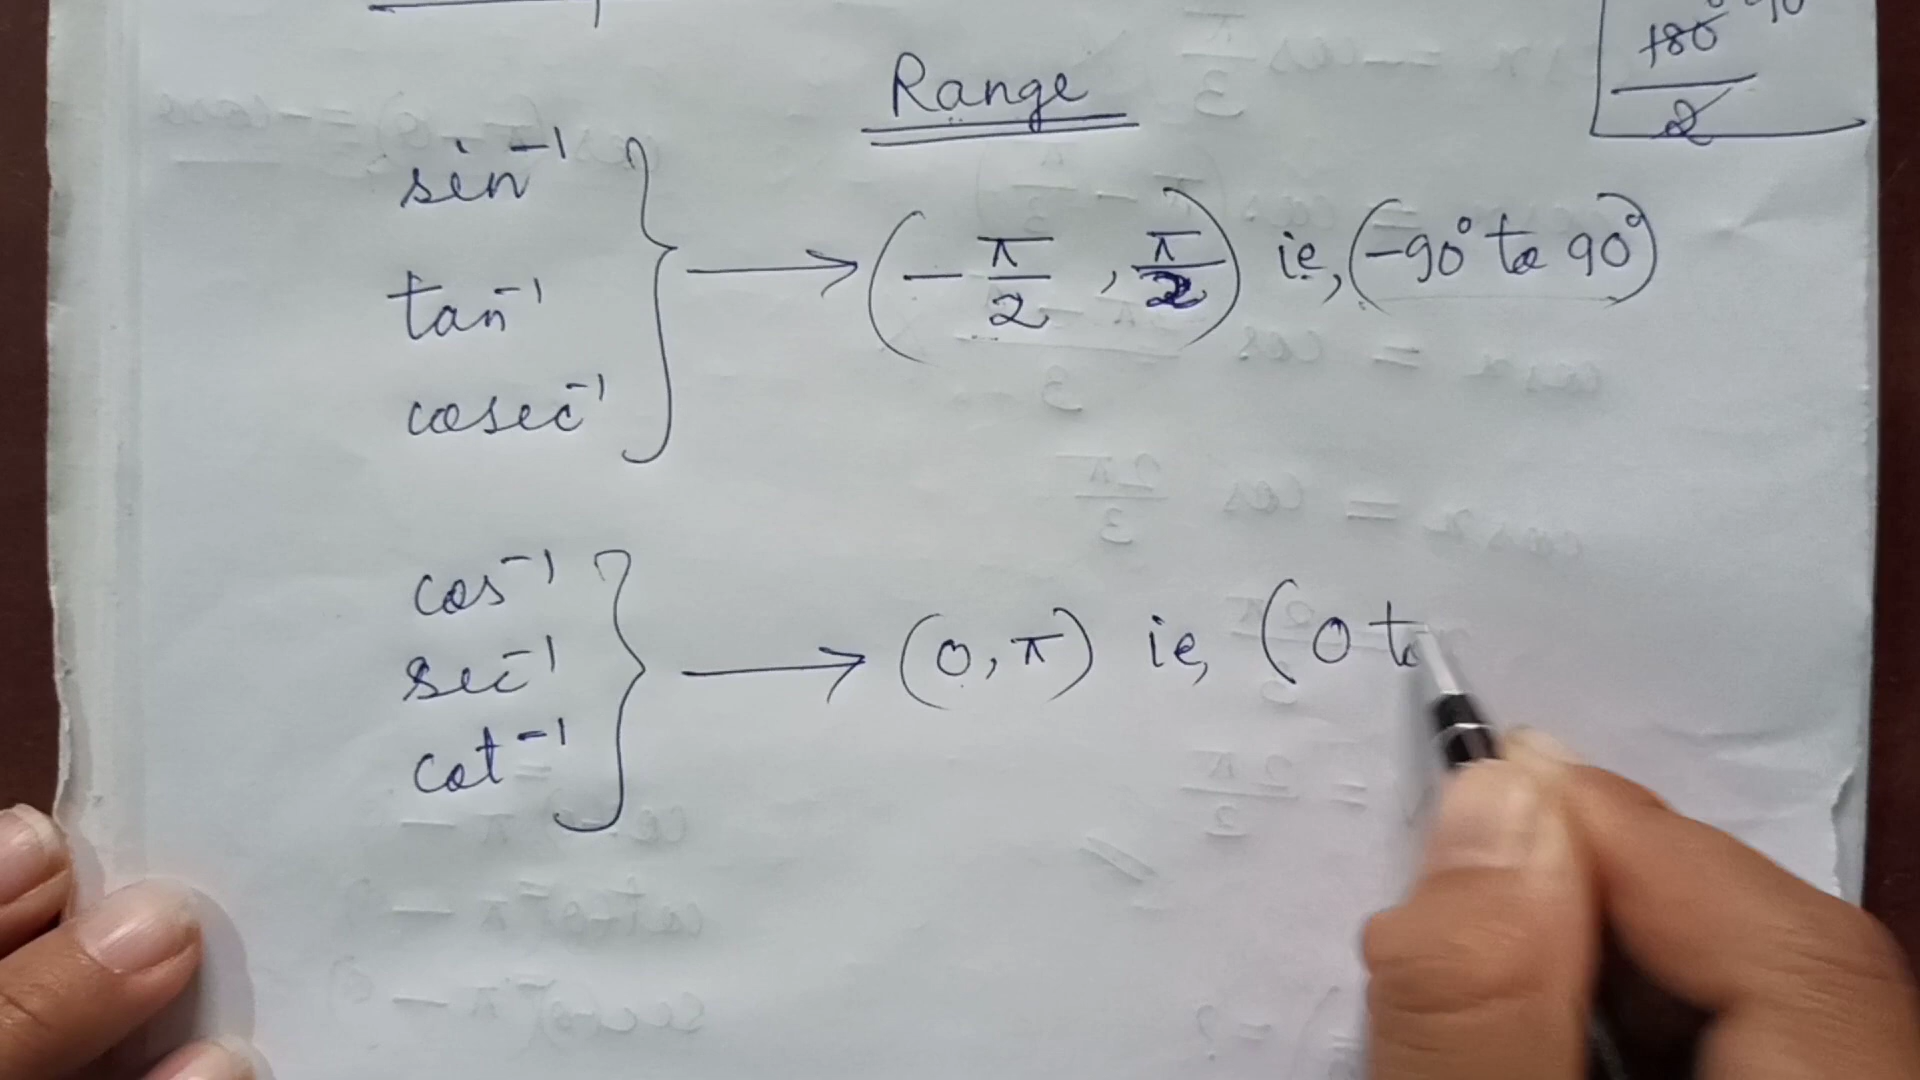 180° 90
2
Range
sin⁻¹
tan⁻¹
cosec⁻¹
(-π/2, π/2) ie, (-90° to 90°)
cos⁻¹
sec⁻¹
cot⁻¹
(0, π) ie, (0 to